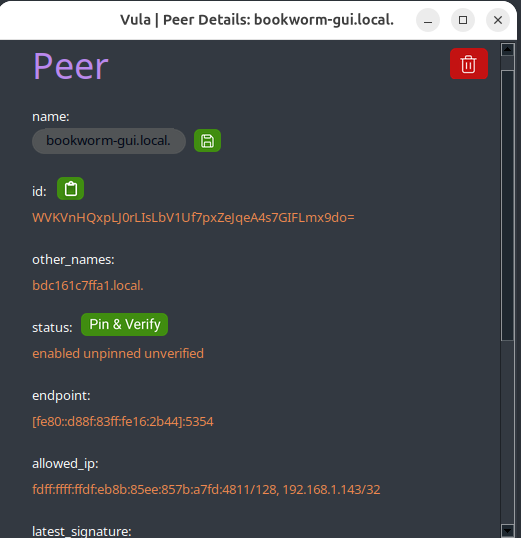 Vula | Peer Details: bookworm-gui.local.
Peer
name:
bookworm-gui.local.
id:
WVKVnHQxpLJ0rLIsLbV1Uf7pxZeJqeA4s7GIFLmx9do=
other_names:
bdc161c7ffa1.local.
status: Pin & Verify
enabled unpinned unverified
endpoint:
[fe80::d88f:83ff:fe16:2b44]:5354
allowed_ip:
fdff:ffff:ffdf:eb8b:85ee:857b:a7fd:4811/128, 192.168.1.143/32
latest_signature: